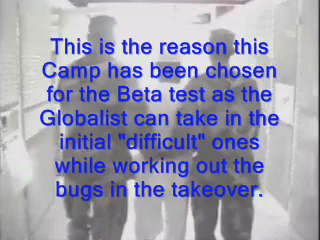 This is the reason this
Camp has been chosen
for the Beta test as the
Globalist can take in the
initial "difficult" ones
while working out the
bugs in the takeover.